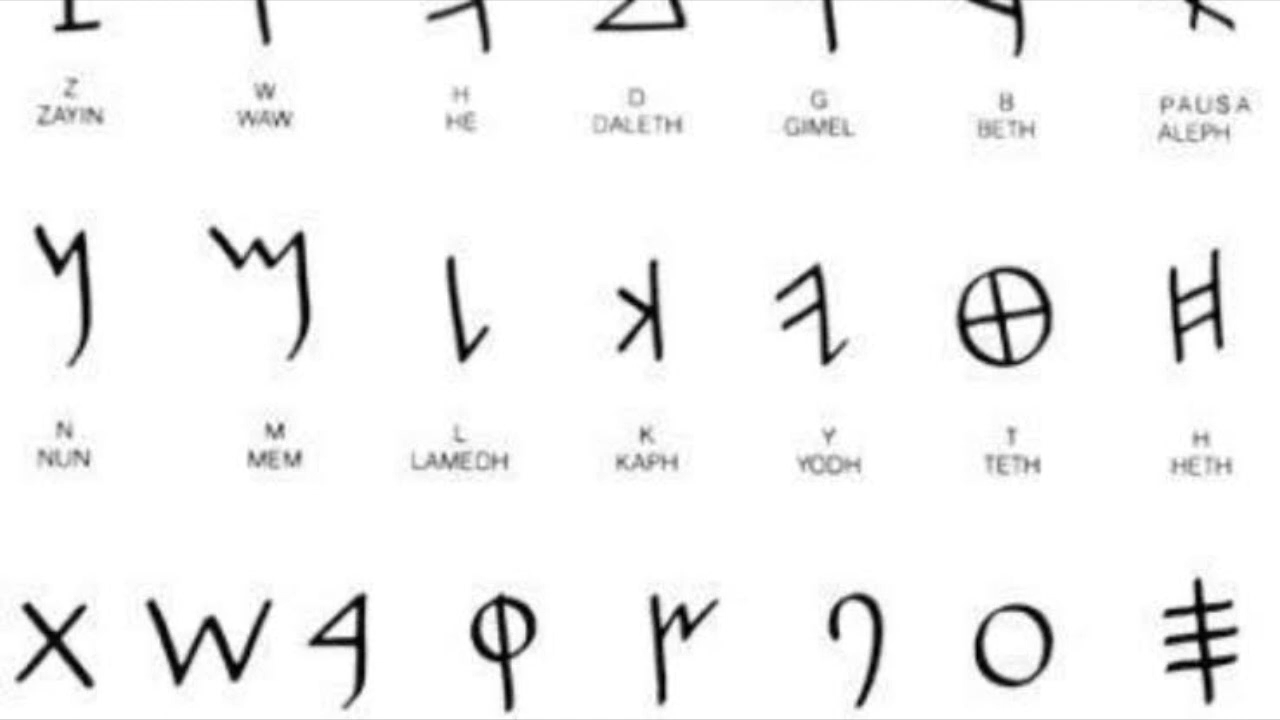 Z W H D G B PAUSA
ZAYIN WAW HE DALETH GIMEL BETH ALEPH
𐤍 𐤌 𐤋 𐤊 𐤉 𐤈 𐤇
N M L K Y T H
NUN MEM LAMEDH KAPH YODH TETH HETH
𐤕 𐤔 𐤓 𐤒 𐤑 𐤐 𐤏 𐤎